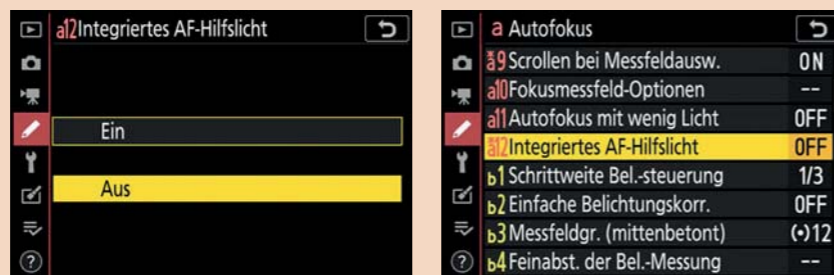 a12 Integriertes AF-Hilfslicht
Ein
Aus
a Autofokus
a9 Scrollen bei Messfeldausw. ON
a10 Fokusmessfeld-Optionen --
a11 Autofokus mit wenig Licht OFF
a12 Integriertes AF-Hilfslicht OFF
b1 Schrittweite Bel.-steuerung 1/3
b2 Einfache Belichtungskorr. OFF
b3 Messfeldgr. (mittenbetont) (•)12
b4 Feinabst. der Bel.-Messung --